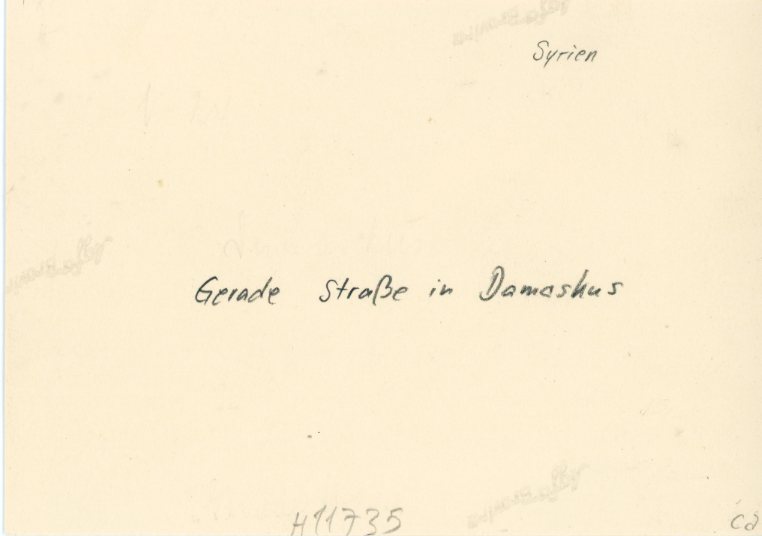 Syrien
Gerade Straße in Damaskus
H11735